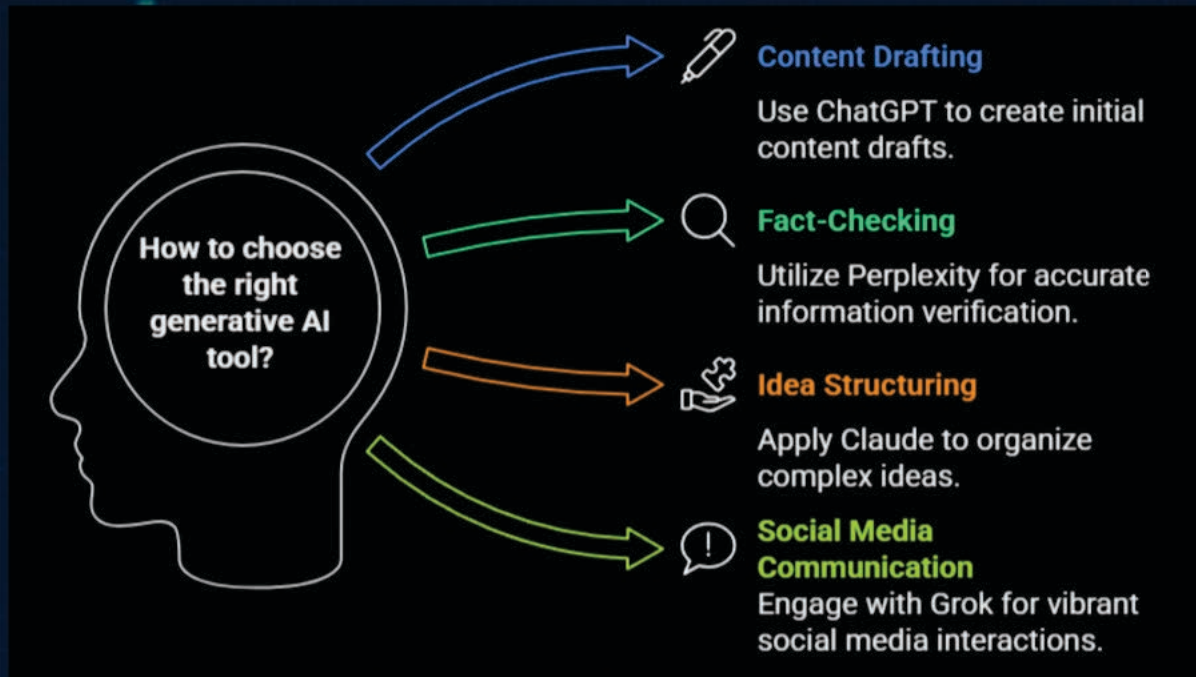 How to choose
the right
generative AI
tool?
Content Drafting
Use ChatGPT to create initial
content drafts.
Fact-Checking
Utilize Perplexity for accurate
information verification.
Idea Structuring
Apply Claude to organize
complex ideas.
Social Media
Communication
Engage with Grok for vibrant
social media interactions.